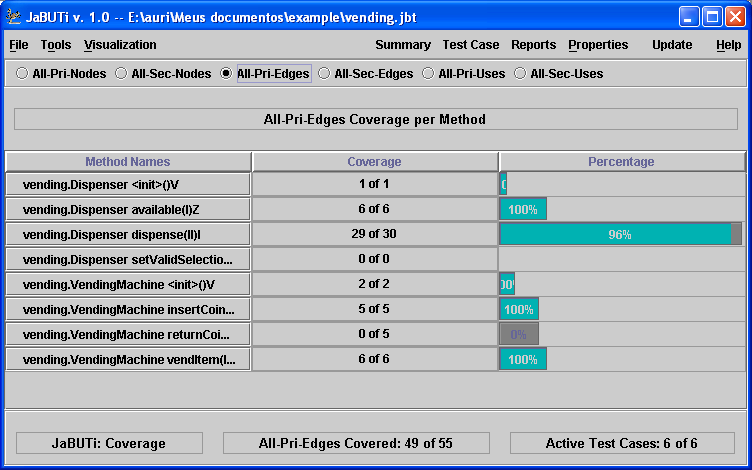 JaBUTi v. 1.0 -- E:\auri\Meus documentos\example\vending.jbt
File Tools Visualization Summary Test Case Reports Properties Update Help
All-Pri-Nodes All-Sec-Nodes All-Pri-Edges All-Sec-Edges All-Pri-Uses All-Sec-Uses
All-Pri-Edges Coverage per Method
Method Names Coverage Percentage
vending.Dispenser <init>()V 1 of 1
vending.Dispenser available(I)Z 6 of 6 100%
vending.Dispenser dispense(II)I 29 of 30 96%
vending.Dispenser setValidSelectio... 0 of 0
vending.VendingMachine <init>()V 2 of 2
vending.VendingMachine insertCoin... 5 of 5 100%
vending.VendingMachine returnCoi... 0 of 5 0%
vending.VendingMachine vendItem(I... 6 of 6 100%
JaBUTi: Coverage All-Pri-Edges Covered: 49 of 55 Active Test Cases: 6 of 6